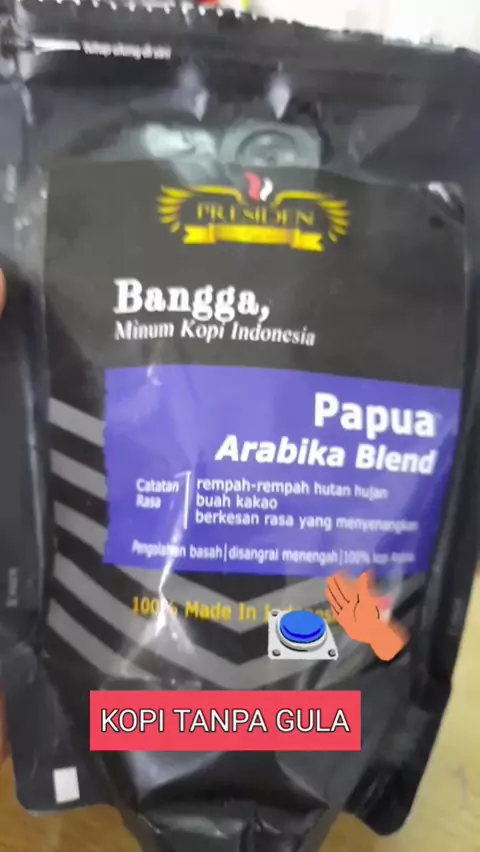 PRESIDEN
Bangga,
Minum Kopi Indonesia
Papua
Arabika Blend
Catatan Rasa
rempah-rempah hutan hujan
buah kakao
berkesan rasa yang menyenangkan
Pengolahan basah|disangrai menengah|100% kopi
100% Made In
KOPI TANPA GULA